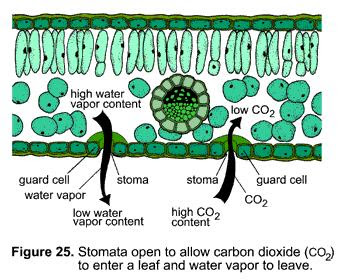 high water
vapor content
low CO₂
guard cell
stoma
stoma
guard cell
water vapor
CO₂
low water
vapor content
high CO₂
content
Figure 25. Stomata open to allow carbon dioxide (CO₂)
to enter a leaf and water vapor to leave.